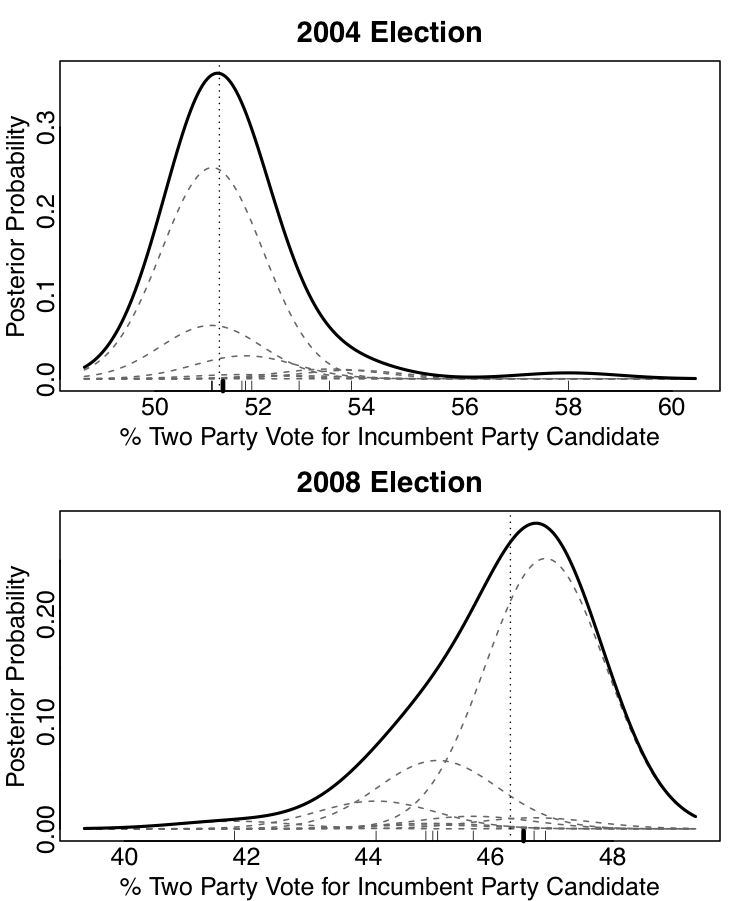 2004 Election
Posterior Probability
0.0 0.1 0.2 0.3
50 52 54 56 58 60
% Two Party Vote for Incumbent Party Candidate
2008 Election
Posterior Probability
0.00 0.10 0.20
40 42 44 46 48
% Two Party Vote for Incumbent Party Candidate